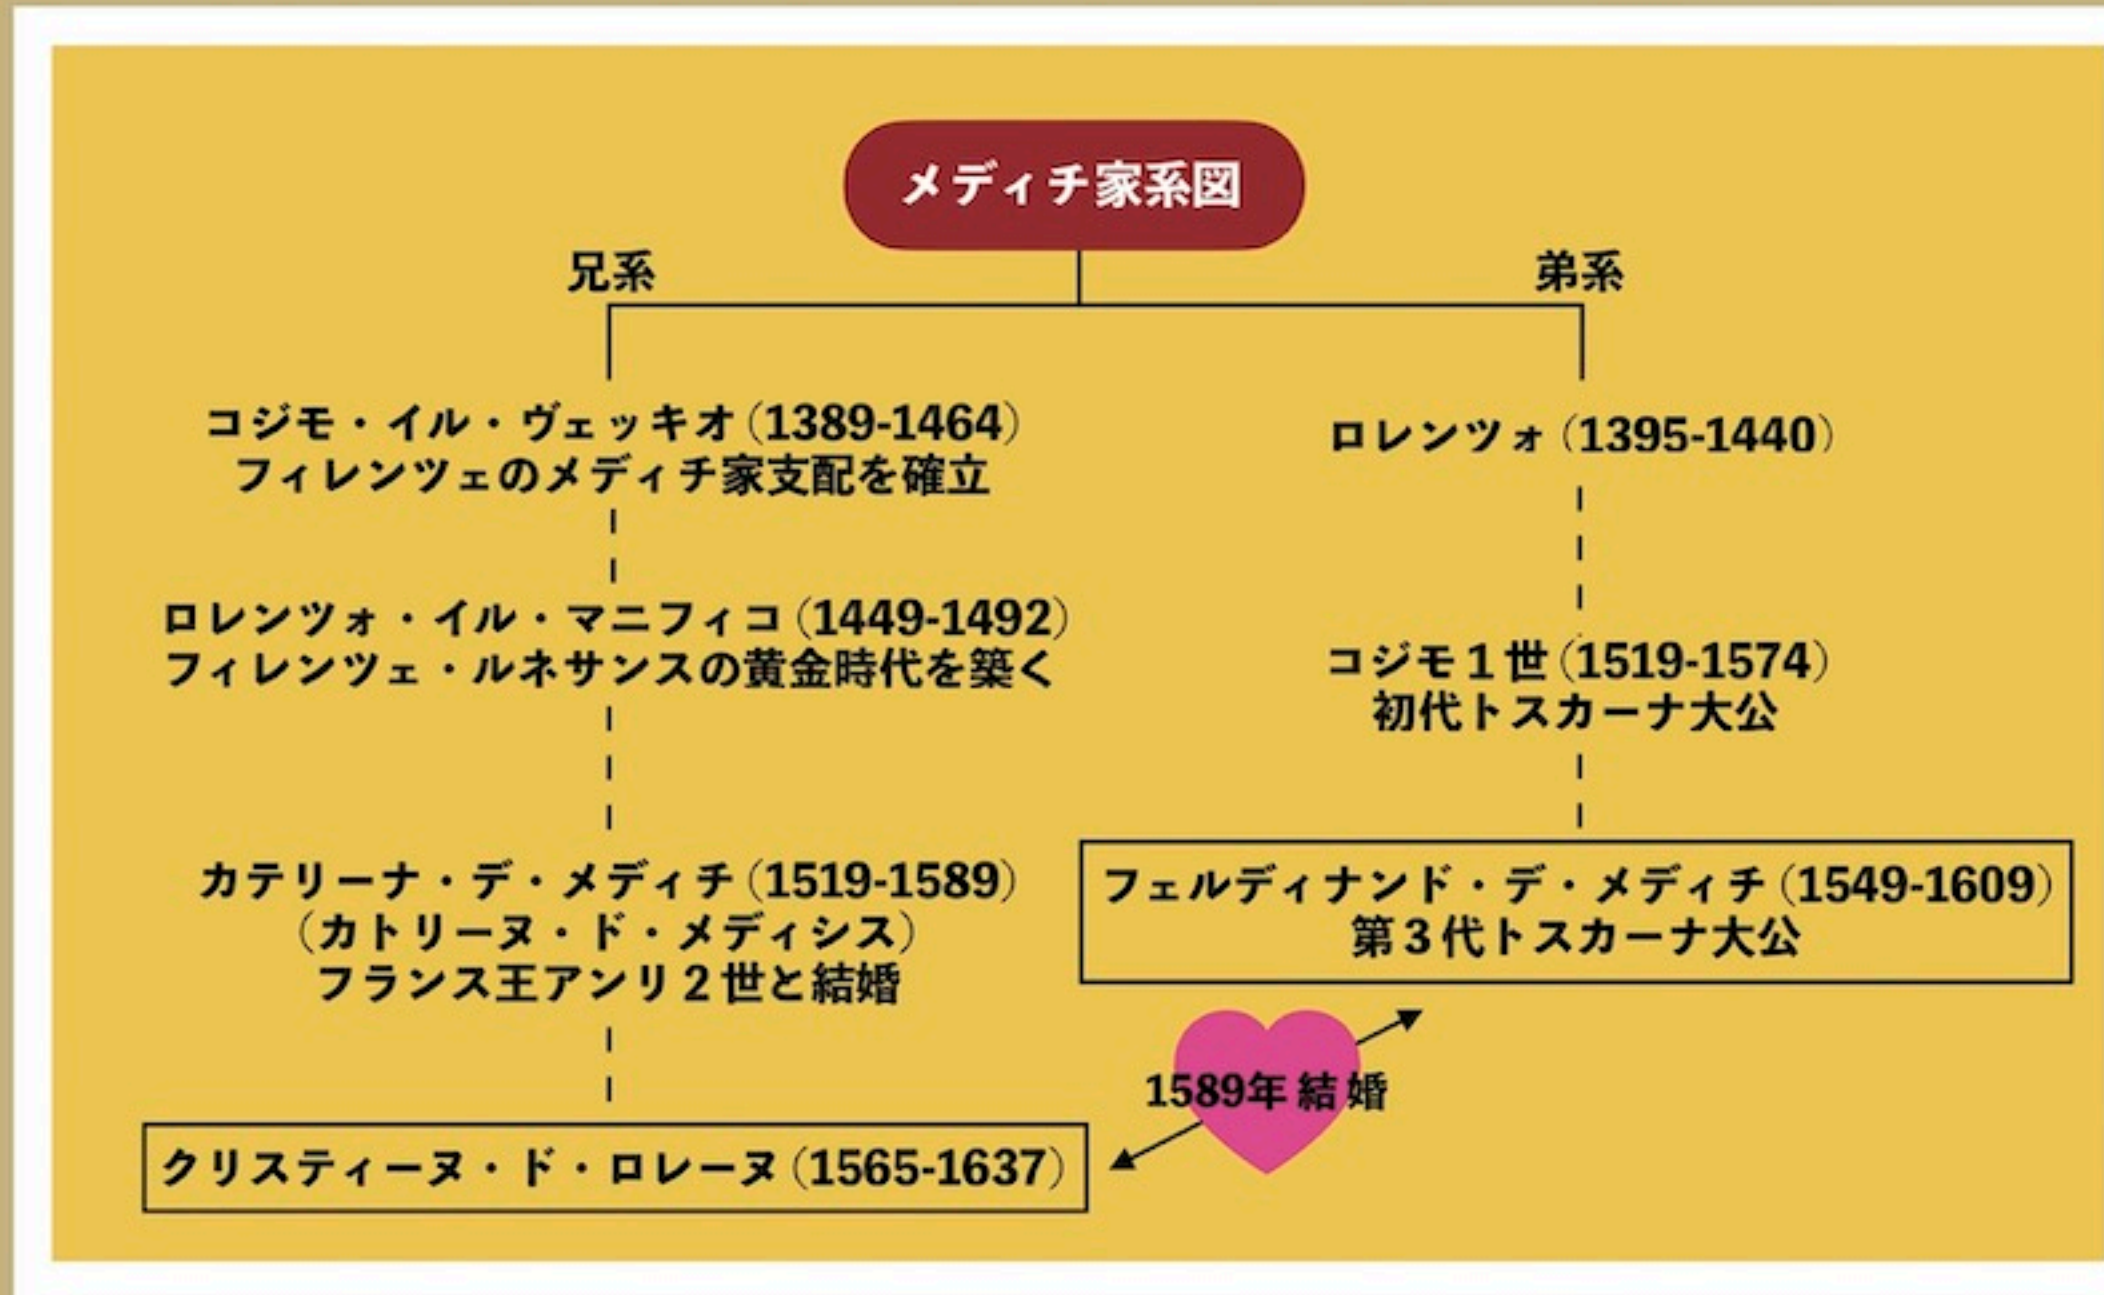 メディチ家系図
兄系
弟系
コジモ・イル・ヴェッキオ（1389-1464）
フィレンツェのメディチ家支配を確立
ロレンツォ・イル・マニフィコ（1449-1492）
フィレンツェ・ルネサンスの黄金時代を築く
カテリーナ・デ・メディチ（1519-1589）
（カトリーヌ・ド・メディシス）
フランス王アンリ２世と結婚
クリスティーヌ・ド・ロレーヌ（1565-1637）
ロレンツォ（1395-1440）
コジモ１世（1519-1574）
初代トスカーナ大公
フェルディナンド・デ・メディチ（1549-1609）
第３代トスカーナ大公
1589年結婚